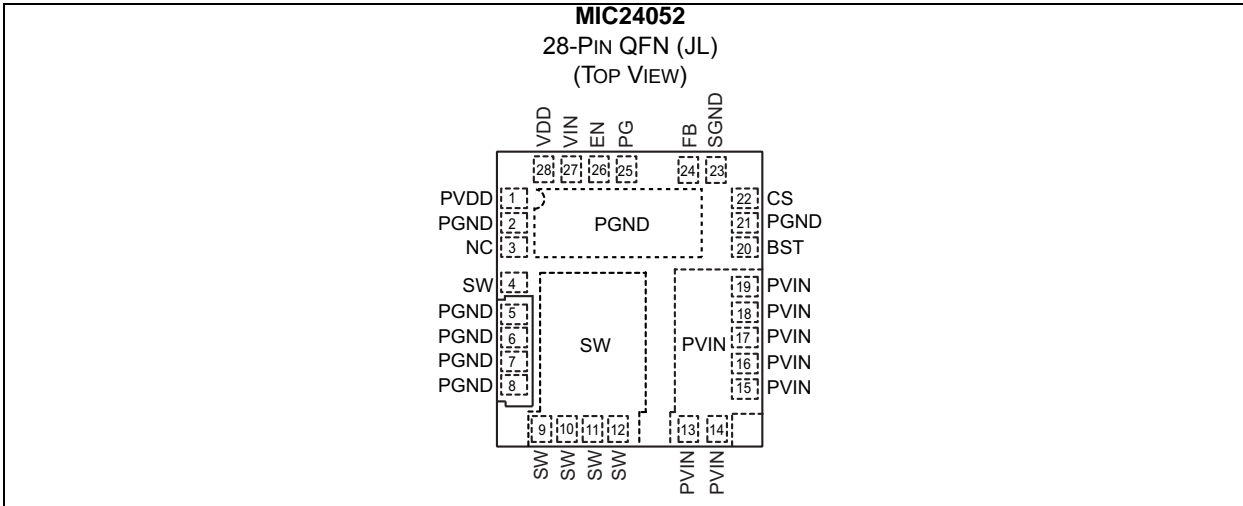 MIC24052
28-PIN QFN (JL)
(TOP VIEW)
VDD VIN EN PG FB SGND
28 27 26 25 24 23
PVDD 1 22 CS
PGND 2 PGND 21 PGND
NC 3 20 BST
SW 4 19 PVIN
PGND 5 18 PVIN
PGND 6 SW PVIN 17 PVIN
PGND 7 16 PVIN
PGND 8 15 PVIN
9 10 11 12 13 14
SW SW SW SW PVIN PVIN